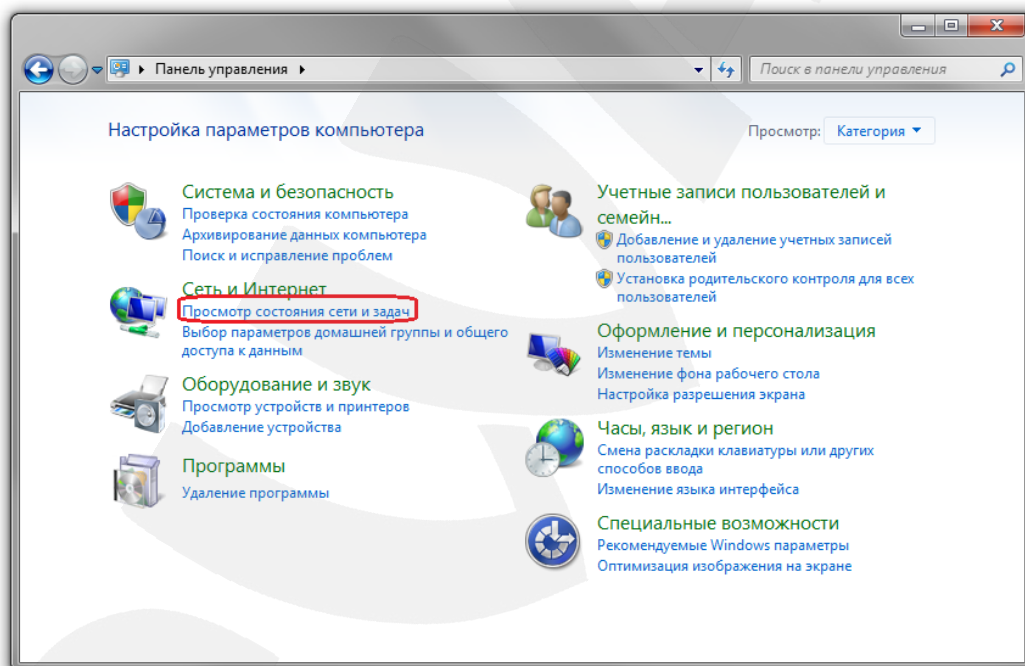 Панель управления
Поиск в панели управления
Настройка параметров компьютера
Просмотр: Категория
Система и безопасность
Проверка состояния компьютера
Архивирование данных компьютера
Поиск и исправление проблем
Сеть и Интернет
Просмотр состояния сети и задач
Выбор параметров домашней группы и общего
доступа к данным
Оборудование и звук
Просмотр устройств и принтеров
Добавление устройства
Программы
Удаление программы
Учетные записи пользователей и
семейн...
Добавление и удаление учетных записей
пользователей
Установка родительского контроля для всех
пользователей
Оформление и персонализация
Изменение темы
Изменение фона рабочего стола
Настройка разрешения экрана
Часы, язык и регион
Смена раскладки клавиатуры или других
способов ввода
Изменение языка интерфейса
Специальные возможности
Рекомендуемые Windows параметры
Оптимизация изображения на экране